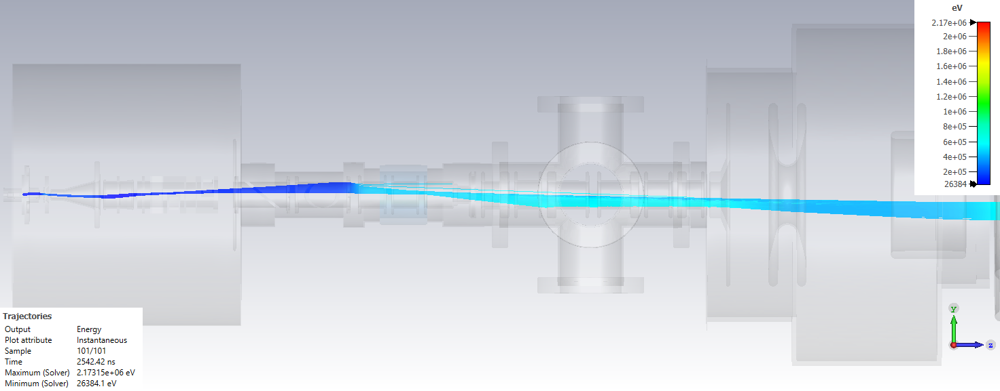 eV
2.17e+06
2e+06
1.8e+06
1.6e+06
1.4e+06
1.2e+06
1e+06
8e+05
6e+05
4e+05
2e+05
26384
Trajectories
Output Energy
Plot attribute Instantaneous
Sample 101/101
Time 2542.42 ns
Maximum (Solver) 2.17315e+06 eV
Minimum (Solver) 26384.1 eV
y
z